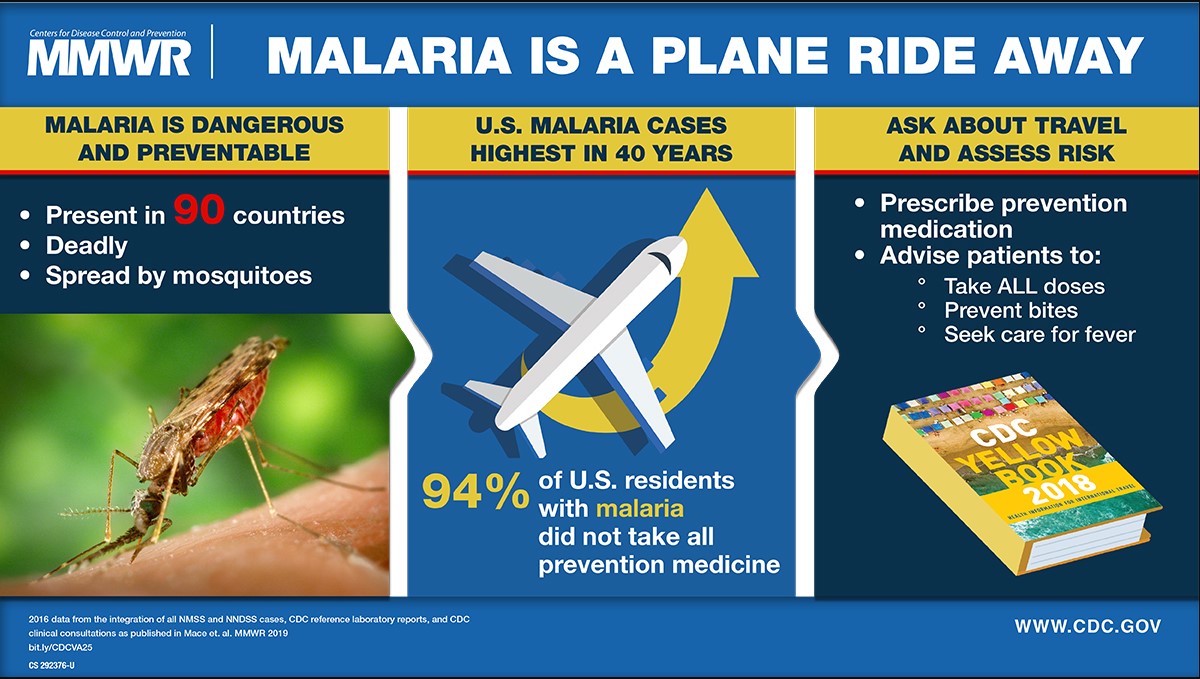 Centers for Disease Control and Prevention
MMWR
MALARIA IS A PLANE RIDE AWAY
MALARIA IS DANGEROUS
AND PREVENTABLE
• Present in 90 countries
• Deadly
• Spread by mosquitoes
U.S. MALARIA CASES
HIGHEST IN 40 YEARS
94% of U.S. residents
with malaria
did not take all
prevention medicine
ASK ABOUT TRAVEL
AND ASSESS RISK
• Prescribe prevention
medication
• Advise patients to:
° Take ALL doses
° Prevent bites
° Seek care for fever
CDC
YELLOW
BOOK
2018
HEALTH INFORMATION FOR INTERNATIONAL TRAVEL
2016 data from the integration of all NMSS and NNDSS cases, CDC reference laboratory reports, and CDC
clinical consultations as published in Mace et. al. MMWR 2019
bit.ly/CDCVA25
CS 292376-U
WWW.CDC.GOV